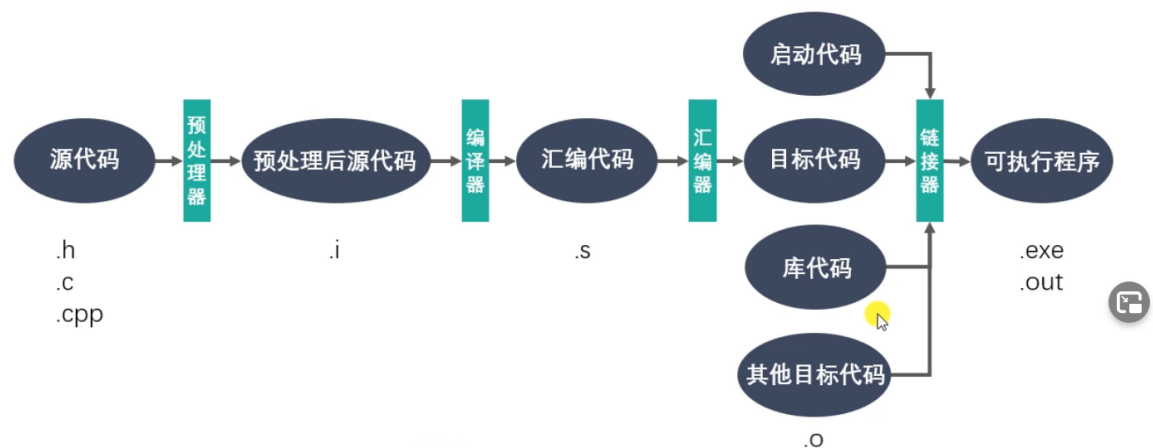 启动代码
源代码
预处理器
预处理后源代码
编译器
汇编代码
汇编器
目标代码
链接器
可执行程序
.h
.c
.cpp
.i
.s
库代码
.exe
.out
其他目标代码
.o